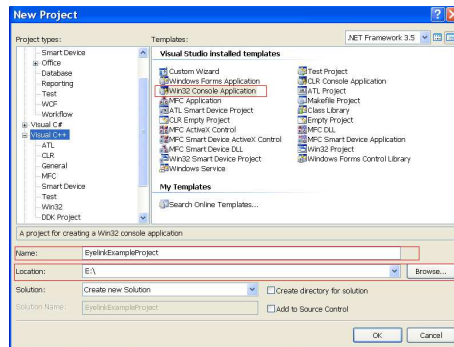 New Project
Project types:
Templates:
.NET Framework 3.5
Smart Device
Office
Database
Reporting
Test
WCF
Workflow
Visual C#
Visual C++
ATL
CLR
General
MFC
Smart Device
Test
Win32
DDK Project
Visual Studio installed templates
Custom Wizard
Windows Forms Application
Win32 Console Application
MFC Application
ATL Smart Device Project
CLR Empty Project
MFC ActiveX Control
MFC Smart Device ActiveX Control
MFC Smart Device DLL
Win32 Smart Device Project
Windows Service
Test Project
CLR Console Application
ATL Project
Makefile Project
Class Library
Empty Project
MFC DLL
MFC Smart Device Application
Win32 Project
Windows Forms Control Library
My Templates
Search Online Templates...
A project for creating a Win32 console application
Name:
EyelinkExampleProject
Location:
E:\
Browse...
Solution:
Create new Solution
Create directory for solution
Solution Name:
EyelinkExampleProject
Add to Source Control
OK
Cancel